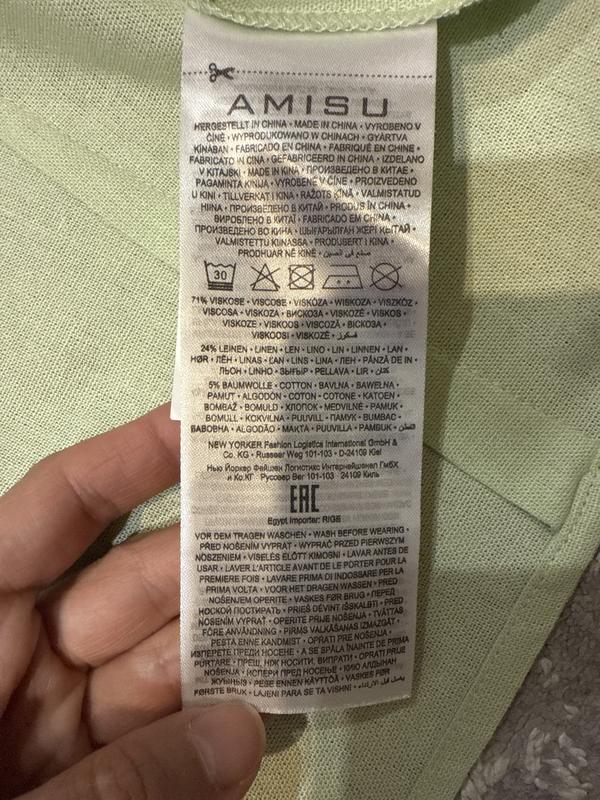 AMISU
HERGESTELLT IN CHINA • MADE IN CHINA • VYROBENO V
ČÍNĚ • WYPRODUKOWANO W CHINACH • GYÁRTVA
KÍNÁBAN • FABRICADO EN CHINA • FABRIQUÉ EN CHINE •
FABRICATO IN CINA • GEFABRICEERD IN CHINA • IZDELANO
V KITAJSKI • MADE IN KINA • ПРОИЗВЕДЕНО В КИТАЕ •
PAGAMINTA KINIJA • VYROBENÉ V ČÍNE • PROIZVEDENO
U KINI • TILLVERKAT I KINA • RAŽOTS ĶĪNĀ • VALMISTATUD
HIINA • ПРОИЗВЕДЕНО В КИТАЙ • PRODUS ÎN CHINA •
ВИРОБЛЕНО В КИТАЇ • FABRICADO EM CHINA •
ПРОИЗВЕДЕНО ВО КИНА • ШЫҒАРЫЛҒАН ЖЕРІ ҚЫТАЙ •
VALMISTETTU KIINASSA • PRODUSERT I KINA •
PRODHUAR NË KINË • صنع في الصين
30
71% VISKOSE • VISCOSE • VISKÓZA • WISKOZA • VISZKÓZ •
VISCOSA • VISKOZA • ВИСКОЗА • VISKOZĖ • VISKOS •
VISKOZE • VISKOOS • VISCOZĂ • ВІСКОЗА •
VISKOOSI • VISKOZË • فسكوز
24% LEINEN • LINEN • LEN • LINO • LIN • LINNEN • LAN •
HØR • ЛЁН • LINAS • ĽAN • LINS • LINA • ЛЕН • PÂNZĂ DE IN •
ЛЬОН • LINHO • ЗЫҒЫР • PELLAVA • LIR • كتان
5% BAUMWOLLE • COTTON • BAVLNA • BAWEŁNA •
PAMUT • ALGODÓN • COTON • COTONE • KATOEN •
BOMBAŽ • BOMULD • ХЛОПОК • MEDVILNĖ • PAMUK •
BOMULL • KOKVILNA • PUUVILL • ПАМУК • BUMBAC •
БАВОВНА • ALGODÃO • МАКТА • PUUVILLA • PAMBUK • القطن
NEW YORKER Fashion Logistics International GmbH &
Co. KG • Russeer Weg 101-103 • D-24109 Kiel
Нью Йоркер Фейшен Логистикс Интернейшенел ГмбХ
и Ко.КГ Руссеер Вег 101-103 24109 Киль
EAC
Egypt Importer: RIGE
VOR DEM TRAGEN WASCHEN • WASH BEFORE WEARING •
PŘED NOŠENÍM VYPRAT • WYPRAĆ PRZED PIERWSZYM
NOSZENIEM • VISELÉS ELŐTT KIMOSNI • LAVAR ANTES DE
USAR • LAVER L'ARTICLE AVANT DE LE PORTER POUR LA
PREMIERE FOIS • LAVARE PRIMA DI INDOSSARE PER LA
PRIMA VOLTA • VOOR HET DRAGEN WASSEN • PRED
NOŠENJEM OPERITE • VASKES FØR BRUG • ПЕРЕД
НОСКОЙ ПОСТИРАТЬ • PRIEŠ DĖVINT IŠSKALBTI • PRED
NOSENÍM VYPRAŤ • OPERITE PRIJE NOŠENJA • TVÄTTAS
FÖRE ANVÄNDNING • PIRMS VALKĀŠANAS IZMAZGĀT •
PESTA ENNE KANDMIST • OPRATI PRE NOŠENJA •
ИЗПЕРЕТЕ ПРЕДИ НОСЕНЕ • A SE SPĂLA ÎNAINTE DE PRIMA
PURTARE • ПРЕШ, НІЖ НОСИТИ, ВИПРАТИ • OPRATI PRIJE
NOŠENJA • ИСПЕРИ ПРЕД НОСЕЊЕ • КИЮ АЛДЫНАН
ЖУЫҢЫЗ • PESE ENNEN KÄYTTÖÄ • VASKES FØR
FØRSTE BRUK • LAJENI PARA SE TA VISHNI • يغسل قبل الارتداء